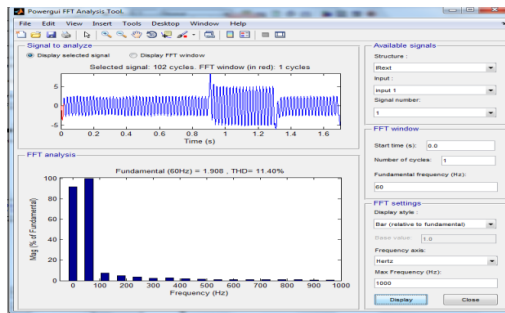 Powergui FFT Analysis_Tool.
File Edit View Insert Tools Desktop Window Help
Signal to analyze
Display selected signal Display FFT window
Selected signal: 102 cycles. FFT window (in red): 1 cycles
5
0
-5
0 0.2 0.4 0.6 0.8 1 1.2 1.4 1.6
Time (s)
FFT analysis
Fundamental (60Hz) = 1.908 , THD= 11.40%
Mag (% of Fundamental)
100
80
60
40
20
0
0 100 200 300 400 500 600 700 800 900 1000
Frequency (Hz)
Available signals
Structure :
iRext
Input :
input 1
Signal number:
1
FFT window
Start time (s): 0.0
Number of cycles: 1
Fundamental frequency (Hz):
60
FFT settings
Display style :
Bar (relative to fundamental)
Base value : 1.0
Frequency axis:
Hertz
Max Frequency (Hz):
1000
Display Close